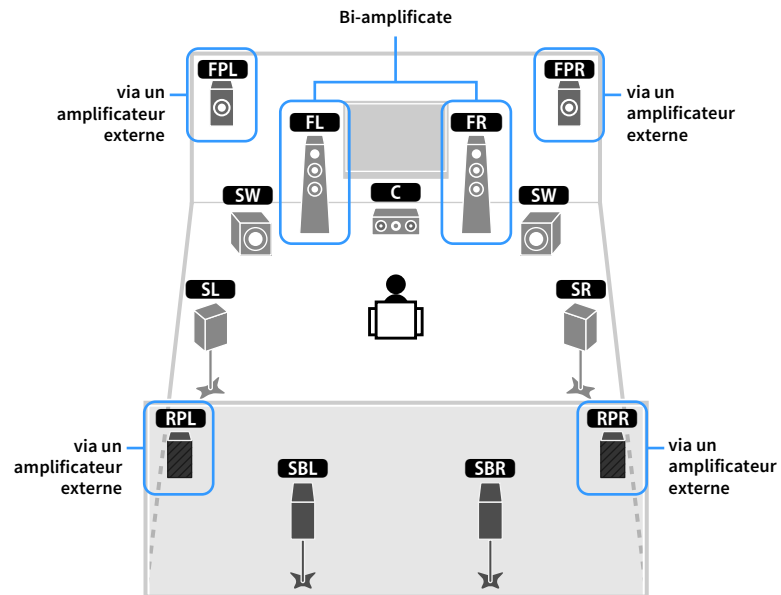 Bi-amplificate
FPL
FPR
via un
amplificateur
externe
via un
amplificateur
externe
FL
FR
SW
C
SW
SL
SR
RPL
RPR
via un
amplificateur
externe
via un
amplificateur
externe
SBL
SBR